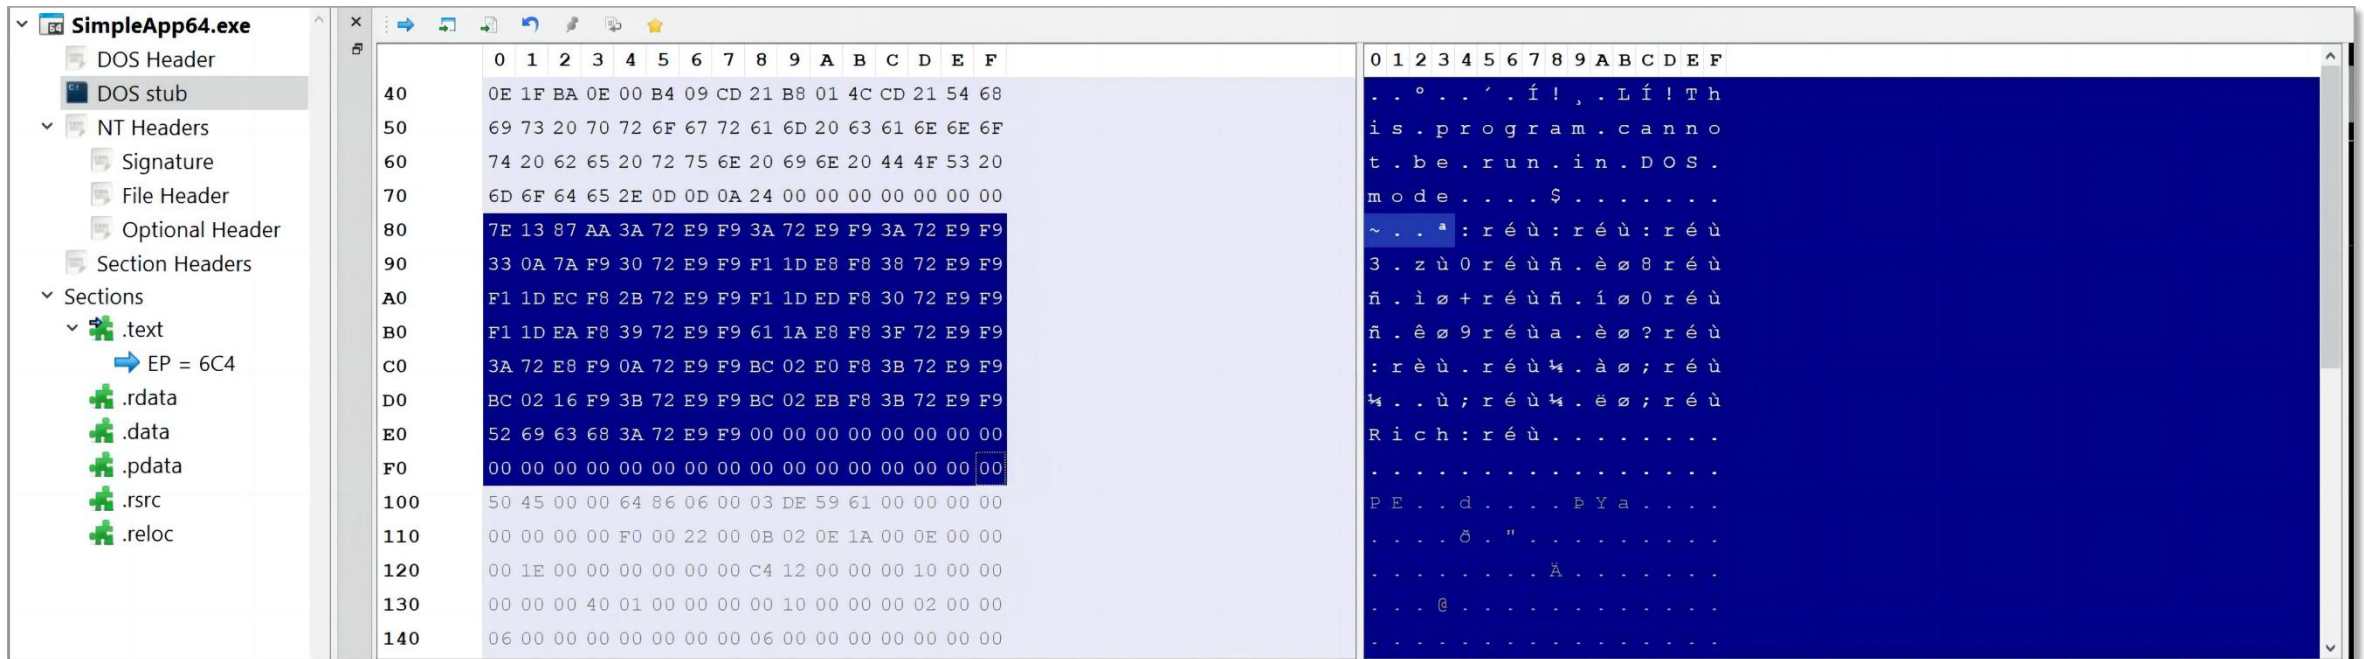 SimpleApp64.exe
DOS Header
DOS stub
NT Headers
Signature
File Header
Optional Header
Section Headers
Sections
.text
EP = 6C4
.rdata
.data
.pdata
.rsrc
.reloc
0 1 2 3 4 5 6 7 8 9 A B C D E F
40 0E 1F BA 0E 00 B4 09 CD 21 B8 01 4C CD 21 54 68
50 69 73 20 70 72 6F 67 72 61 6D 20 63 61 6E 6E 6F
60 74 20 62 65 20 72 75 6E 20 69 6E 20 44 4F 53 20
70 6D 6F 64 65 2E 0D 0D 0A 24 00 00 00 00 00 00 00
80 7E 13 87 AA 3A 72 E9 F9 3A 72 E9 F9 3A 72 E9 F9
90 33 0A 7A F9 30 72 E9 F9 F1 1D E8 F8 38 72 E9 F9
A0 F1 1D EC F8 2B 72 E9 F9 F1 1D ED F8 30 72 E9 F9
B0 F1 1D EA F8 39 72 E9 F9 61 1A E8 F8 3F 72 E9 F9
C0 3A 72 E8 F9 0A 72 E9 F9 BC 02 E0 F8 3B 72 E9 F9
D0 BC 02 16 F9 3B 72 E9 F9 BC 02 EB F8 3B 72 E9 F9
E0 52 69 63 68 3A 72 E9 F9 00 00 00 00 00 00 00 00
F0 00 00 00 00 00 00 00 00 00 00 00 00 00 00 00 00
100 50 45 00 00 64 86 06 00 03 DE 59 61 00 00 00 00
110 00 00 00 00 F0 00 22 00 0B 02 0E 1A 00 0E 00 00
120 00 1E 00 00 00 00 00 00 C4 12 00 00 00 10 00 00
130 00 00 00 40 01 00 00 00 00 10 00 00 00 02 00 00
140 06 00 00 00 00 00 00 00 06 00 00 00 00 00 00 00
0 1 2 3 4 5 6 7 8 9 A B C D E F
. . º . . ´ . Í ! ¸ . L Í ! T h
i s . p r o g r a m . c a n n o
t . b e . r u n . i n . D O S .
m o d e . . . . $ . . . . . . .
~ . . ª : r é ù : r é ù : r é ù
3 . z ù 0 r é ù ñ . è ø 8 r é ù
ñ . ì ø + r é ù ñ . í ø 0 r é ù
ñ . ê ø 9 r é ù a . è ø ? r é ù
: r è ù . r é ù ¼ . à ø ; r é ù
¼ . . ù ; r é ù ¼ . ë ø ; r é ù
R i c h : r é ù . . . . . . . .
. . . . . . . . . . . . . . . .
P E . . d . . . . Þ Y a . . . .
. . . . ð . " . . . . . . . . .
. . . . . . . . Ä . . . . . . .
. . . @ . . . . . . . . . . . .
. . . . . . . . . . . . . . . .